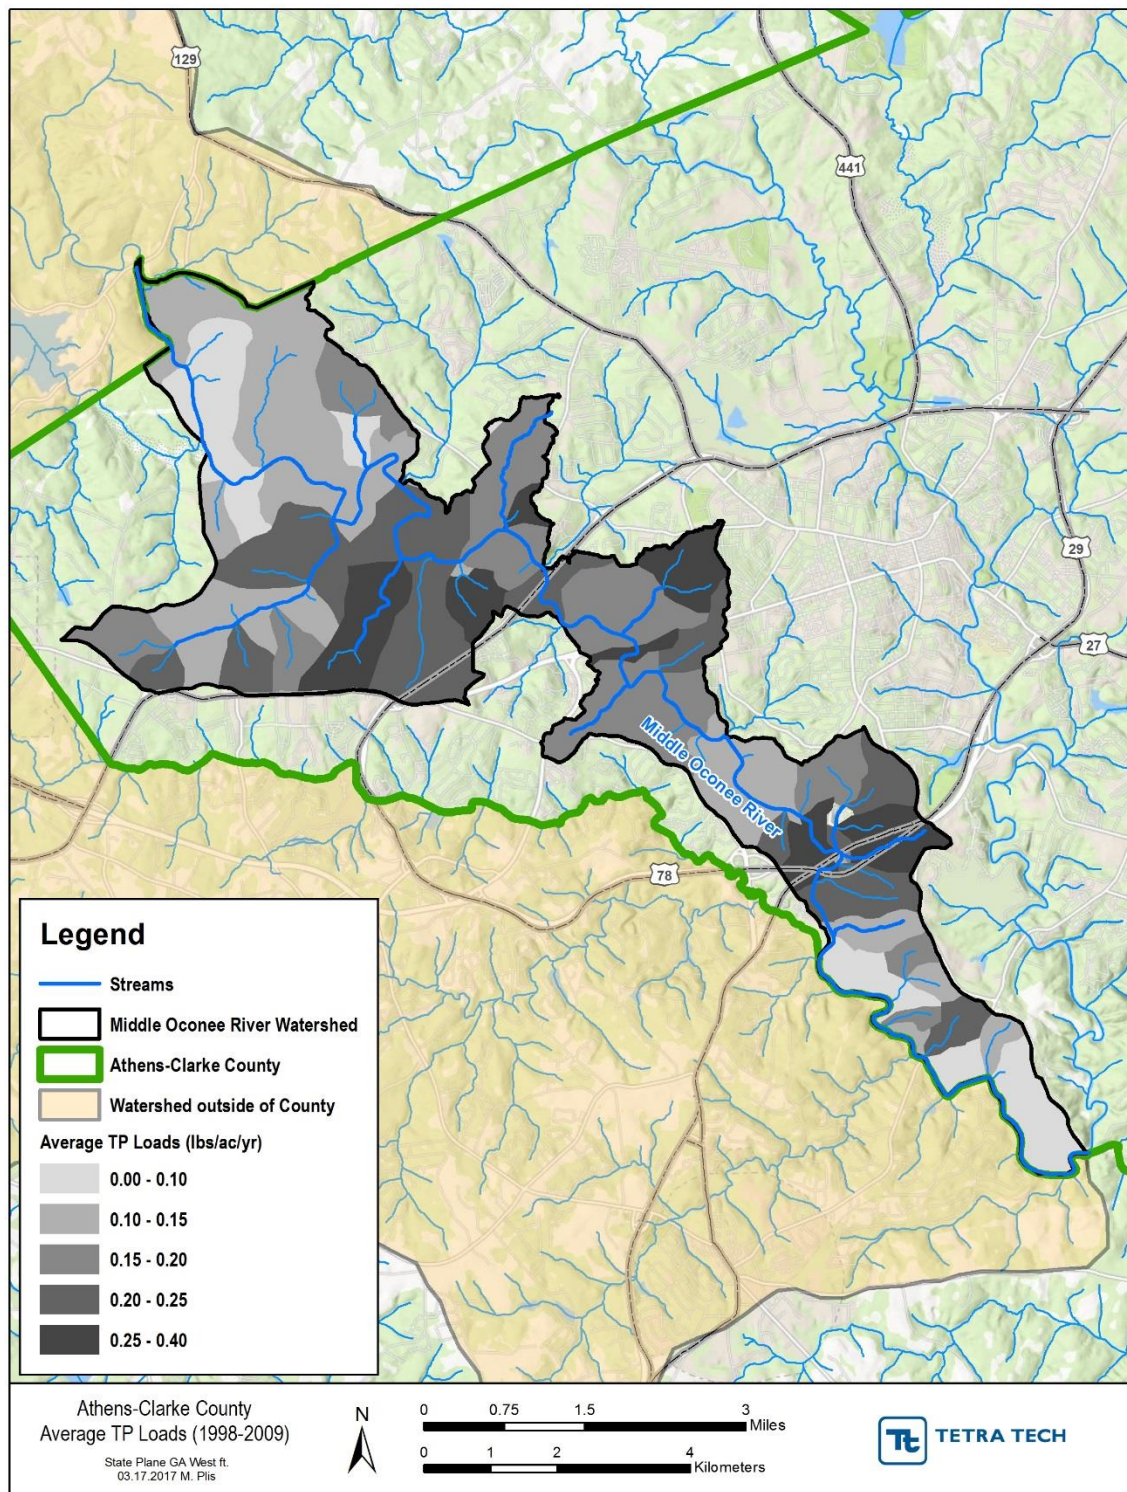 129
441
29
27
Middle Oconee River
78
Legend
Streams
Middle Oconee River Watershed
Athens-Clarke County
Watershed outside of County
Average TP Loads (lbs/ac/yr)
0.00 - 0.10
0.10 - 0.15
0.15 - 0.20
0.20 - 0.25
0.25 - 0.40
Athens-Clarke County
Average TP Loads (1998-2009)
State Plane GA West ft.
03.17.2017 M. Plis
N
0 0.75 1.5 3
Miles
0 1 2 4
Kilometers
Tt TETRA TECH